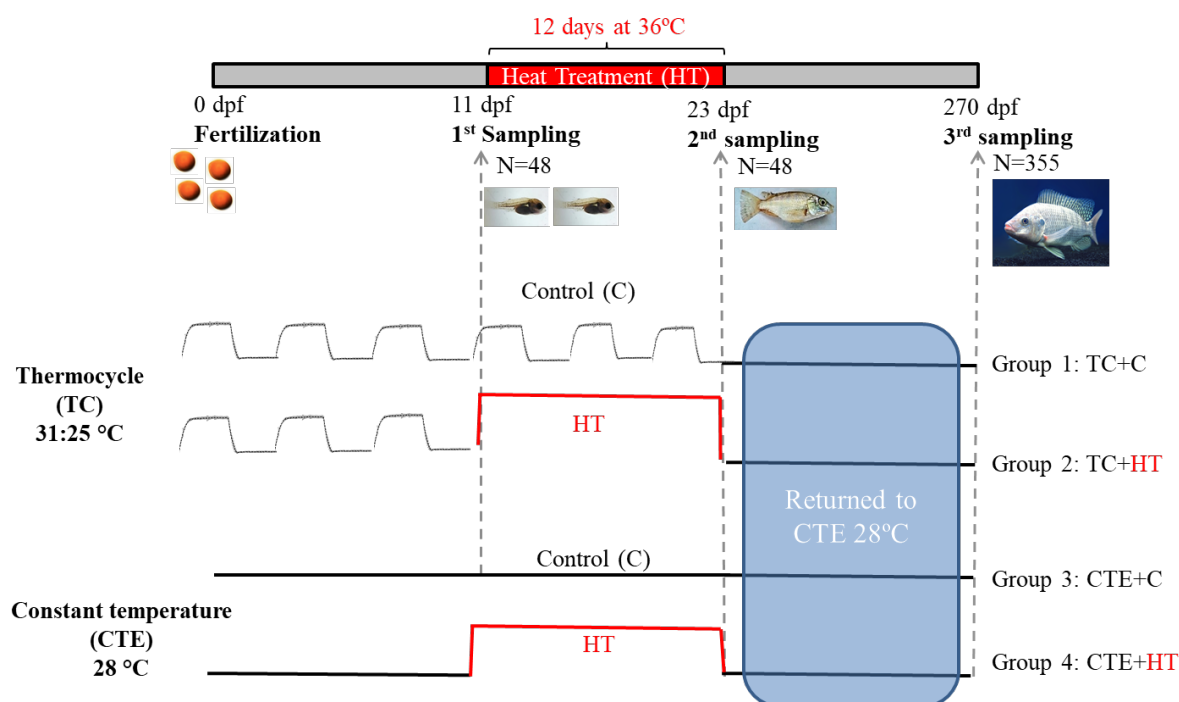 12 days at 36ºC
Heat Treatment (HT)
0 dpf
Fertilization
11 dpf
1st Sampling
N=48
23 dpf
2nd sampling
N=48
270 dpf
3rd sampling
N=355
Control (C)
Thermocycle
(TC)
31:25 °C
HT
Group 1: TC+C
Group 2: TC+HT
Returned to
CTE 28ºC
Control (C)
Constant temperature
(CTE)
28 °C
HT
Group 3: CTE+C
Group 4: CTE+HT